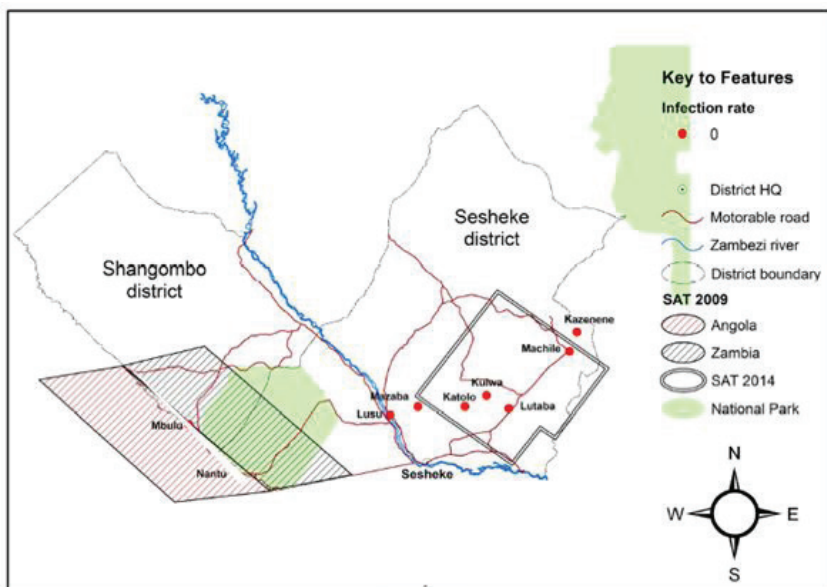 Key to Features
Infection rate
0
District HQ
Motorable road
Zambezi river
District boundary
SAT 2009
Angola
Zambia
SAT 2014
National Park
Sesheke
district
Shangombo
district
Kazenene
Machile
Kulwa
Mazaba
Katolo
Lutaba
Lusu
Mbulu
Nantu
Sesheke
N
W
E
S